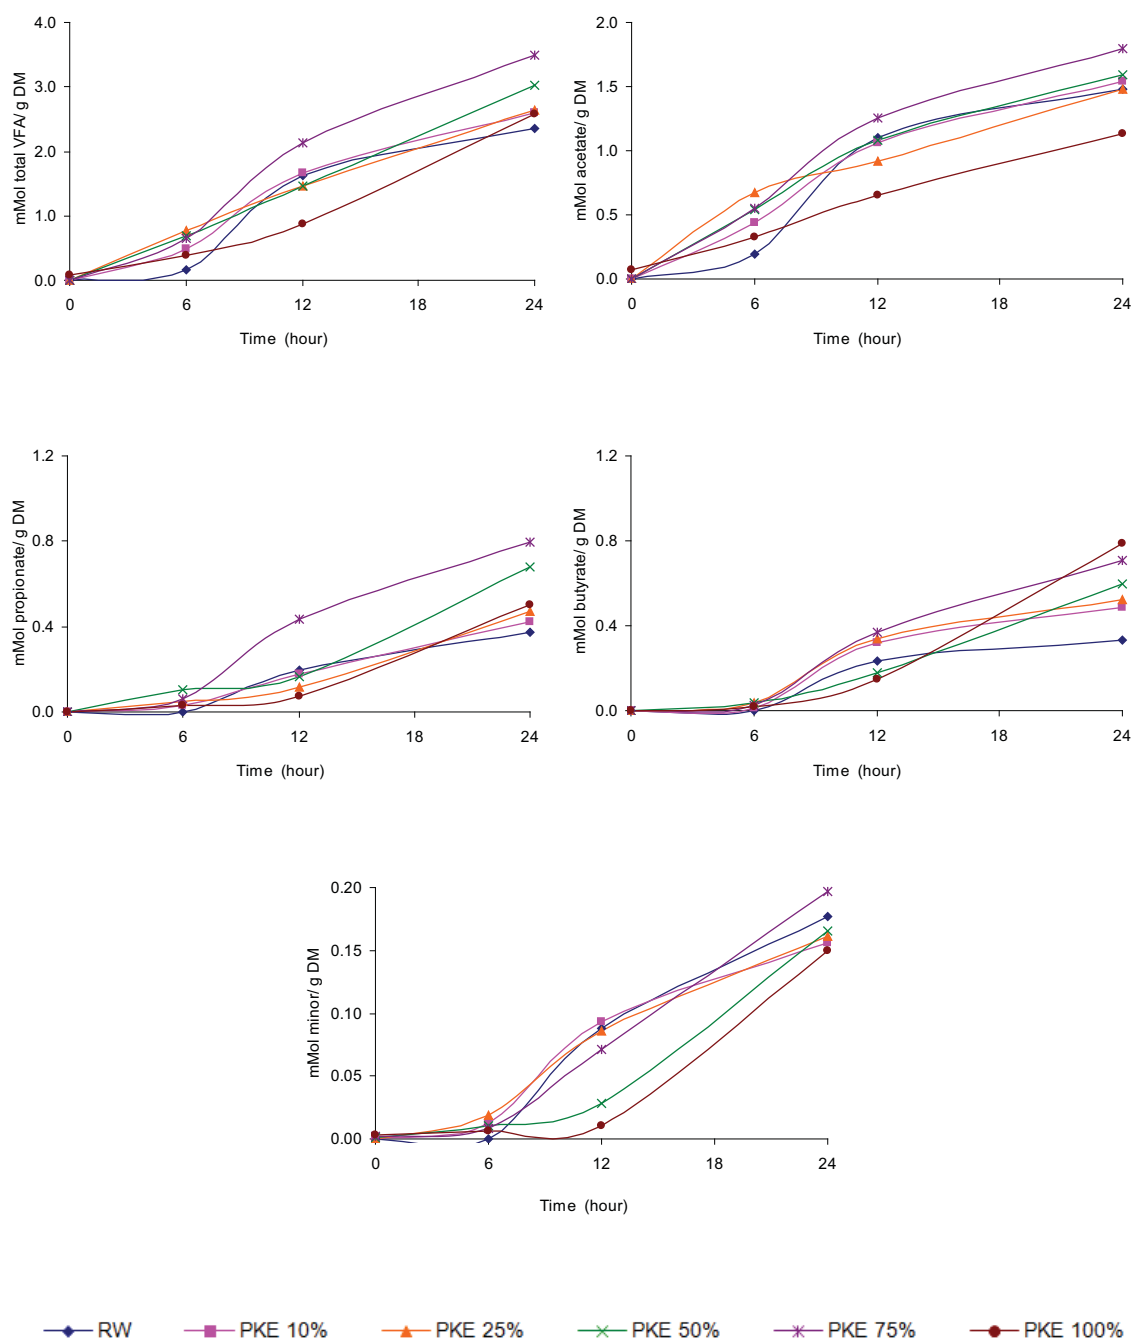 4.0
3.0
2.0
1.0
0.0
mMol total VFA/ g DM
0 6 12 18 24
Time (hour)
2.0
1.5
1.0
0.5
0.0
mMol acetate/ g DM
0 6 12 18 24
Time (hour)
1.2
0.8
0.4
0.0
mMol propionate/ g DM
0 6 12 18 24
Time (hour)
1.2
0.8
0.4
0.0
mMol butyrate/ g DM
0 6 12 18 24
Time (hour)
0.20
0.15
0.10
0.05
0.00
mMol minor/ g DM
0 6 12 18 24
Time (hour)
RW PKE 10% PKE 25% PKE 50% PKE 75% PKE 100%